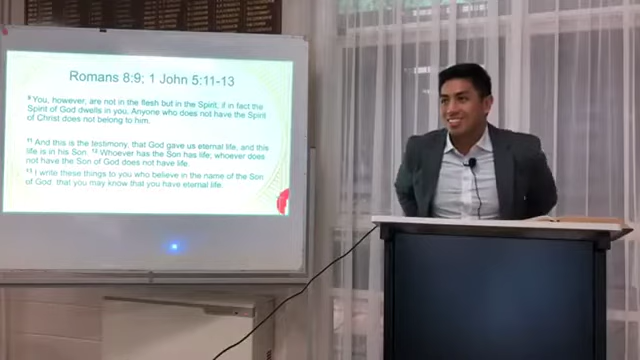 Romans 8:9; 1 John 5:11-13
9 You, however, are not in the flesh but in the Spirit, if in fact the
Spirit of God dwells in you. Anyone who does not have the Spirit
of Christ does not belong to him.
11 And this is the testimony, that God gave us eternal life, and this
life is in his Son. 12 Whoever has the Son has life; whoever does
not have the Son of God does not have life.
13 I write these things to you who believe in the name of the Son
of God that you may know that you have eternal life.